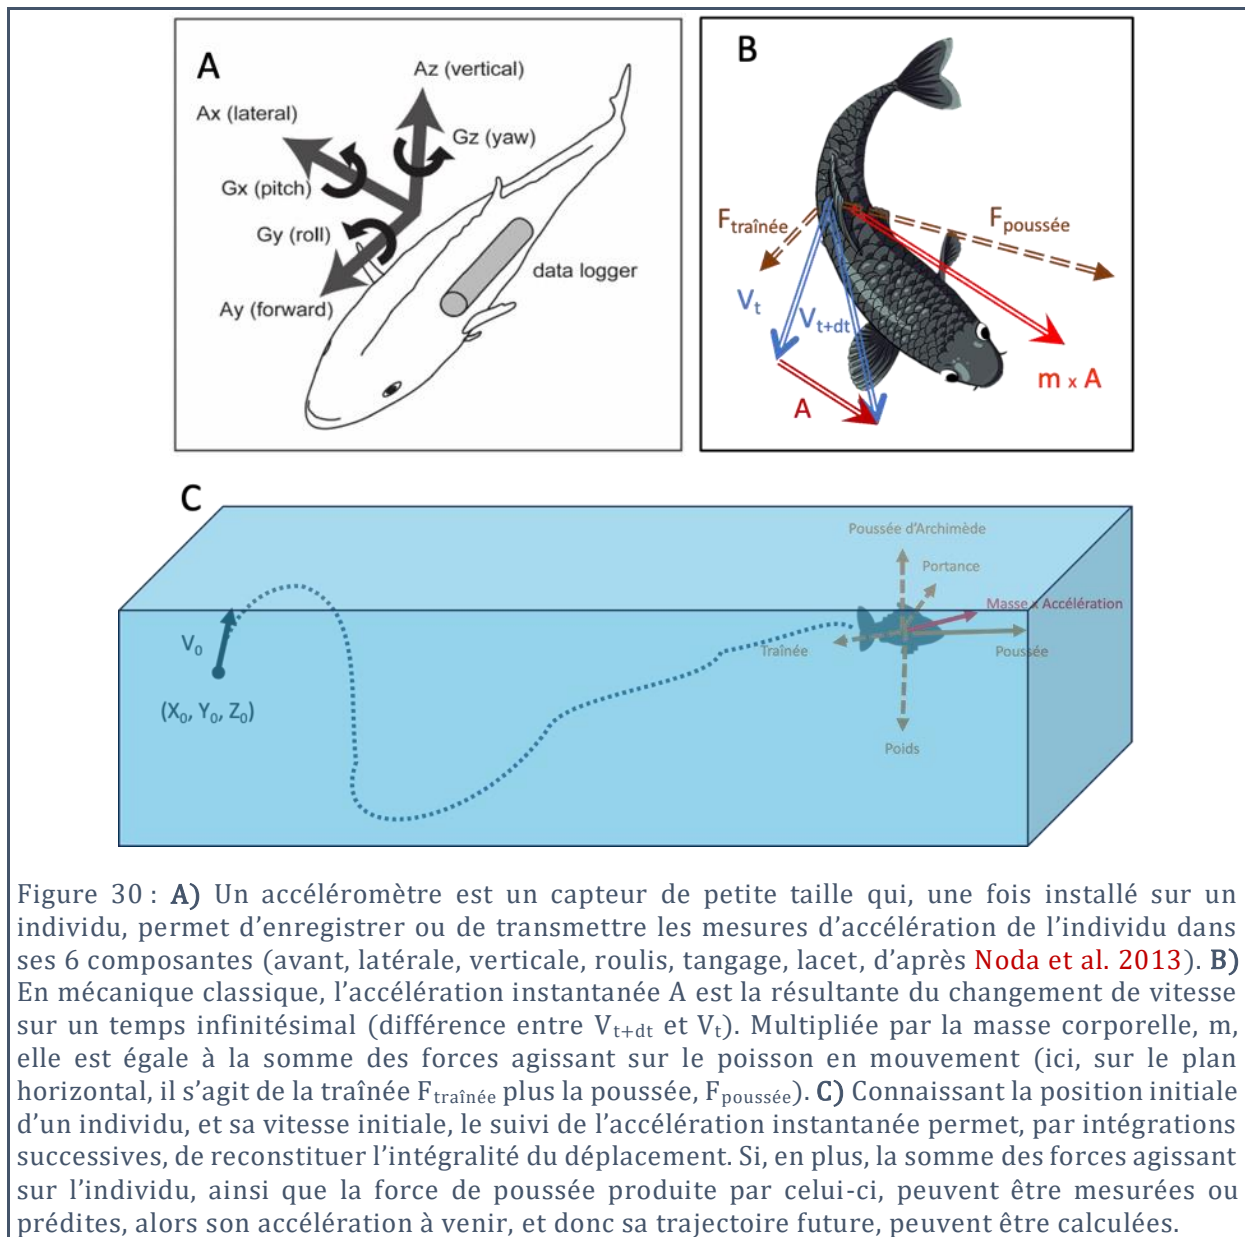 A
Az (vertical)
Ax (lateral)
Gz (yaw)
Gx (pitch)
Gy (roll)
data logger
Ay (forward)
B
Ftraînée
Fpoussée
Vt
Vt+dt
m x A
A
C
Poussée d'Archimède
Portance
Masse x Accélération
V0
Traînée
Poussée
(X0, Y0, Z0)
Poids
Figure 30 : A) Un accéléromètre est un capteur de petite taille qui, une fois installé sur un
individu, permet d'enregistrer ou de transmettre les mesures d'accélération de l'individu dans
ses 6 composantes (avant, latérale, verticale, roulis, tangage, lacet, d'après Noda et al. 2013). B)
En mécanique classique, l'accélération instantanée A est la résultante du changement de vitesse
sur un temps infinitésimal (différence entre Vt+dt et Vt). Multipliée par la masse corporelle, m,
elle est égale à la somme des forces agissant sur le poisson en mouvement (ici, sur le plan
horizontal, il s'agit de la traînée Ftraînée plus la poussée, Fpoussée). C) Connaissant la position initiale
d'un individu, et sa vitesse initiale, le suivi de l'accélération instantanée permet, par intégrations
successives, de reconstituer l'intégralité du déplacement. Si, en plus, la somme des forces agissant
sur l'individu, ainsi que la force de poussée produite par celui-ci, peuvent être mesurées ou
prédites, alors son accélération à venir, et donc sa trajectoire future, peuvent être calculées.